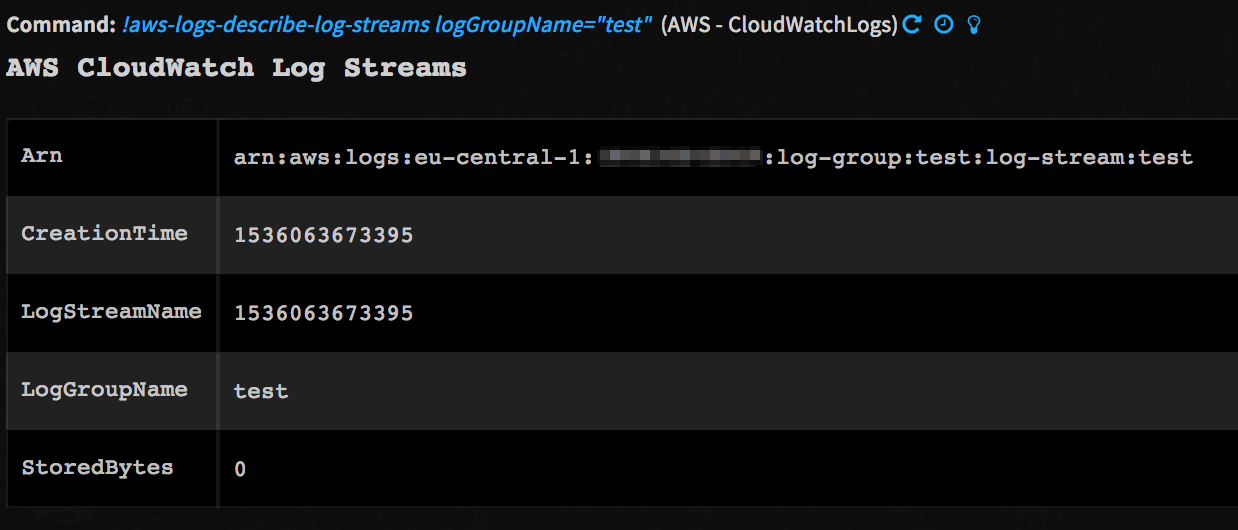 Command: !aws-logs-describe-log-streams logGroupName="test" (AWS - CloudWatchLogs)
AWS CloudWatch Log Streams
Arn arn:aws:logs:eu-central-1: :log-group:test:log-stream:test
CreationTime 1536063673395
LogStreamName 1536063673395
LogGroupName test
StoredBytes 0